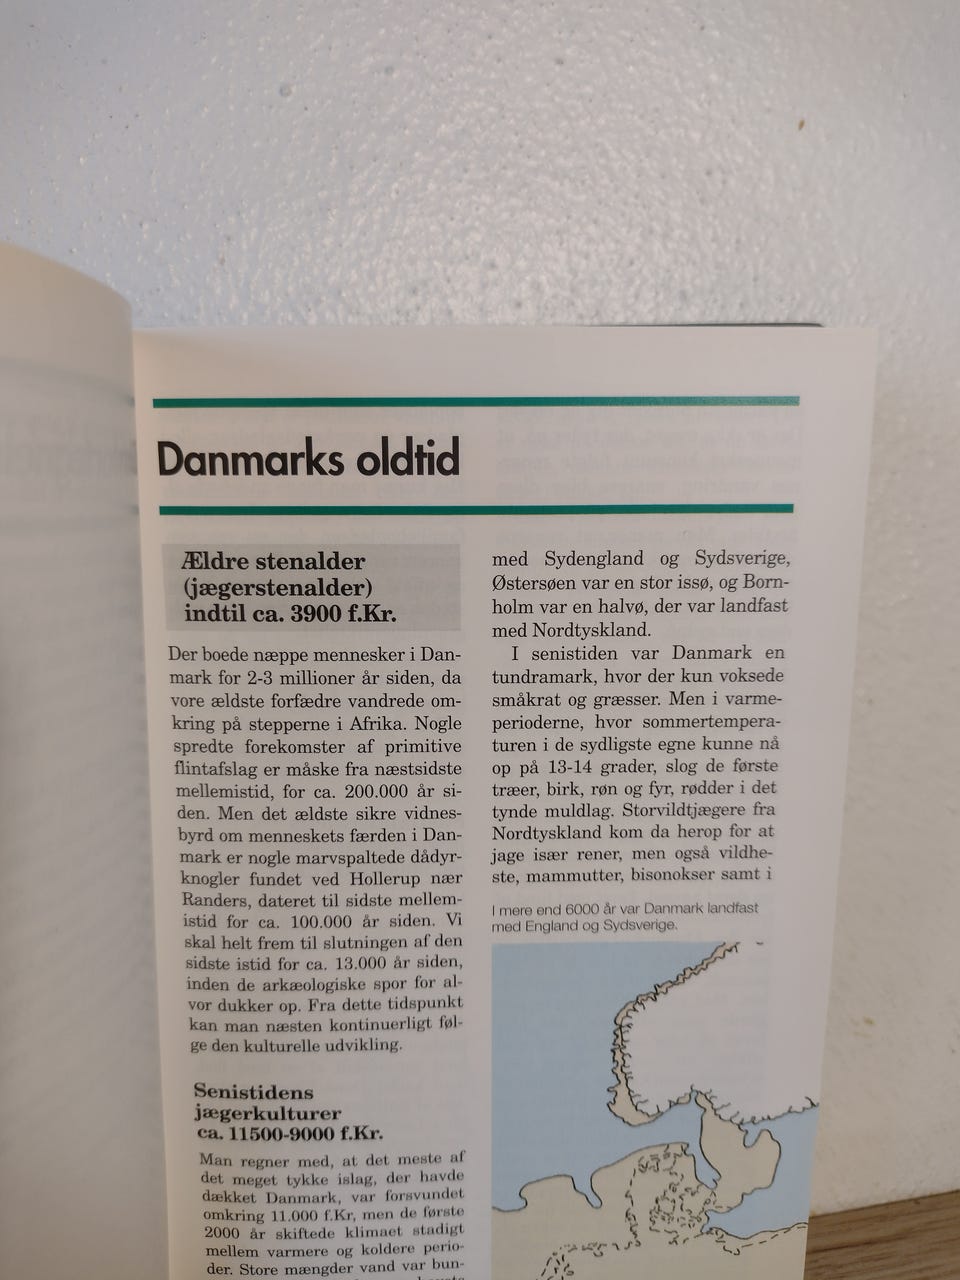 Danmarks oldtid
Ældre stenalder
(jægerstenalder)
indtil ca. 3900 f.Kr.
Der boede næppe mennesker i Dan-
mark for 2-3 millioner år siden, da
vore ældste forfædre vandrede om-
kring på stepperne i Afrika. Nogle
spredte forekomster af primitive
flintafslag er måske fra næstsidste
mellemistid, for ca. 200.000 år si-
den. Men det ældste sikre vidnes-
byrd om menneskets færden i Dan-
mark er nogle marvspaltede dådyr-
knogler fundet ved Hollerup nær
Randers, dateret til sidste mellem-
istid for ca. 100.000 år siden. Vi
skal helt frem til slutningen af den
sidste istid for ca. 13.000 år siden,
inden de arkæologiske spor for al-
vor dukker op. Fra dette tidspunkt
kan man næsten kontinuerligt føl-
ge den kulturelle udvikling.
Senistidens
jægerkulturer
ca. 11500-9000 f.Kr.
Man regner med, at det meste af
det meget tykke islag, der havde
dækket Danmark, var forsvundet
omkring 11.000 f.Kr, men de første
2000 år skiftede klimaet stadigt
mellem varmere og koldere perio-
der. Store mængder vand var bun-
med Sydengland og Sydsverige,
Østersøen var en stor issø, og Born-
holm var en halvø, der var landfast
med Nordtyskland.
I senistiden var Danmark en
tundramark, hvor der kun voksede
småkrat og græsser. Men i varme-
perioderne, hvor sommertempera-
turen i de sydligste egne kunne nå
op på 13-14 grader, slog de første
træer, birk, røn og fyr, rødder i det
tynde muldlag. Storvildtjægere fra
Nordtyskland kom da herop for at
jage især rener, men også vildhe-
ste, mammutter, bisonokser samt i
I mere end 6000 år var Danmark landfast
med England og Sydsverige.